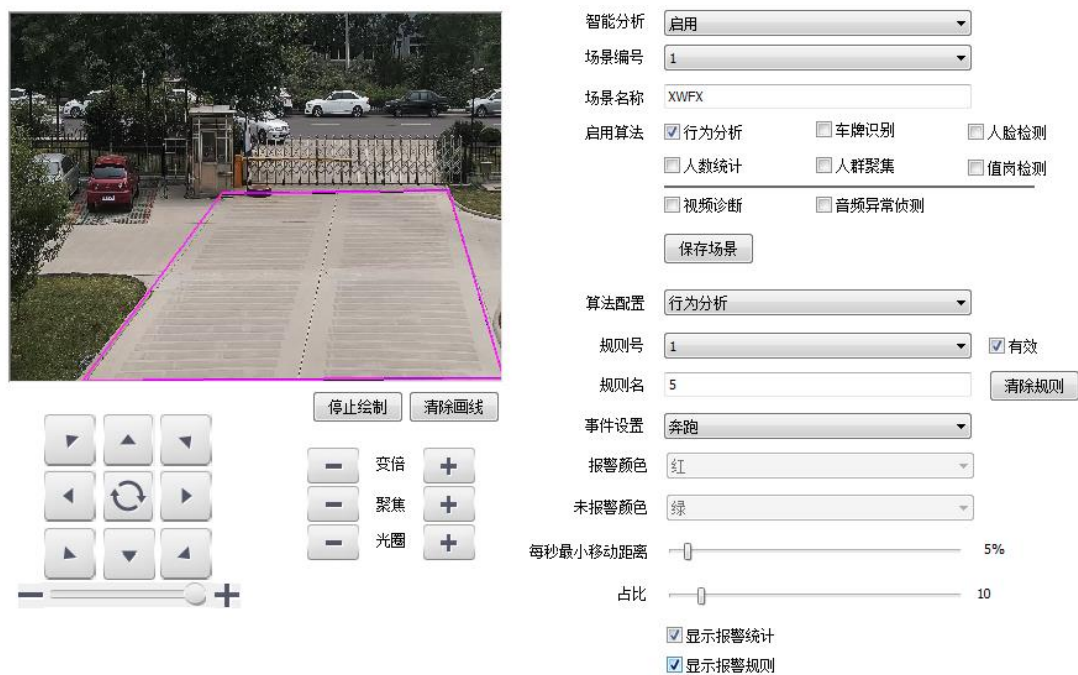 智能分析 启用
场景编号 1
场景名称 XWFX
启用算法 行为分析 车牌识别 人脸检测
人数统计 人群聚集 值岗检测
视频诊断 音频异常侦测
保存场景
算法配置 行为分析
规则号 1 有效
规则名 5 清除规则
停止绘制 清除画线
事件设置 奔跑
变倍
报警颜色 红
聚焦
未报警颜色 绿
光圈
每秒最小移动距离 5%
占比 10
显示报警统计
显示报警规则